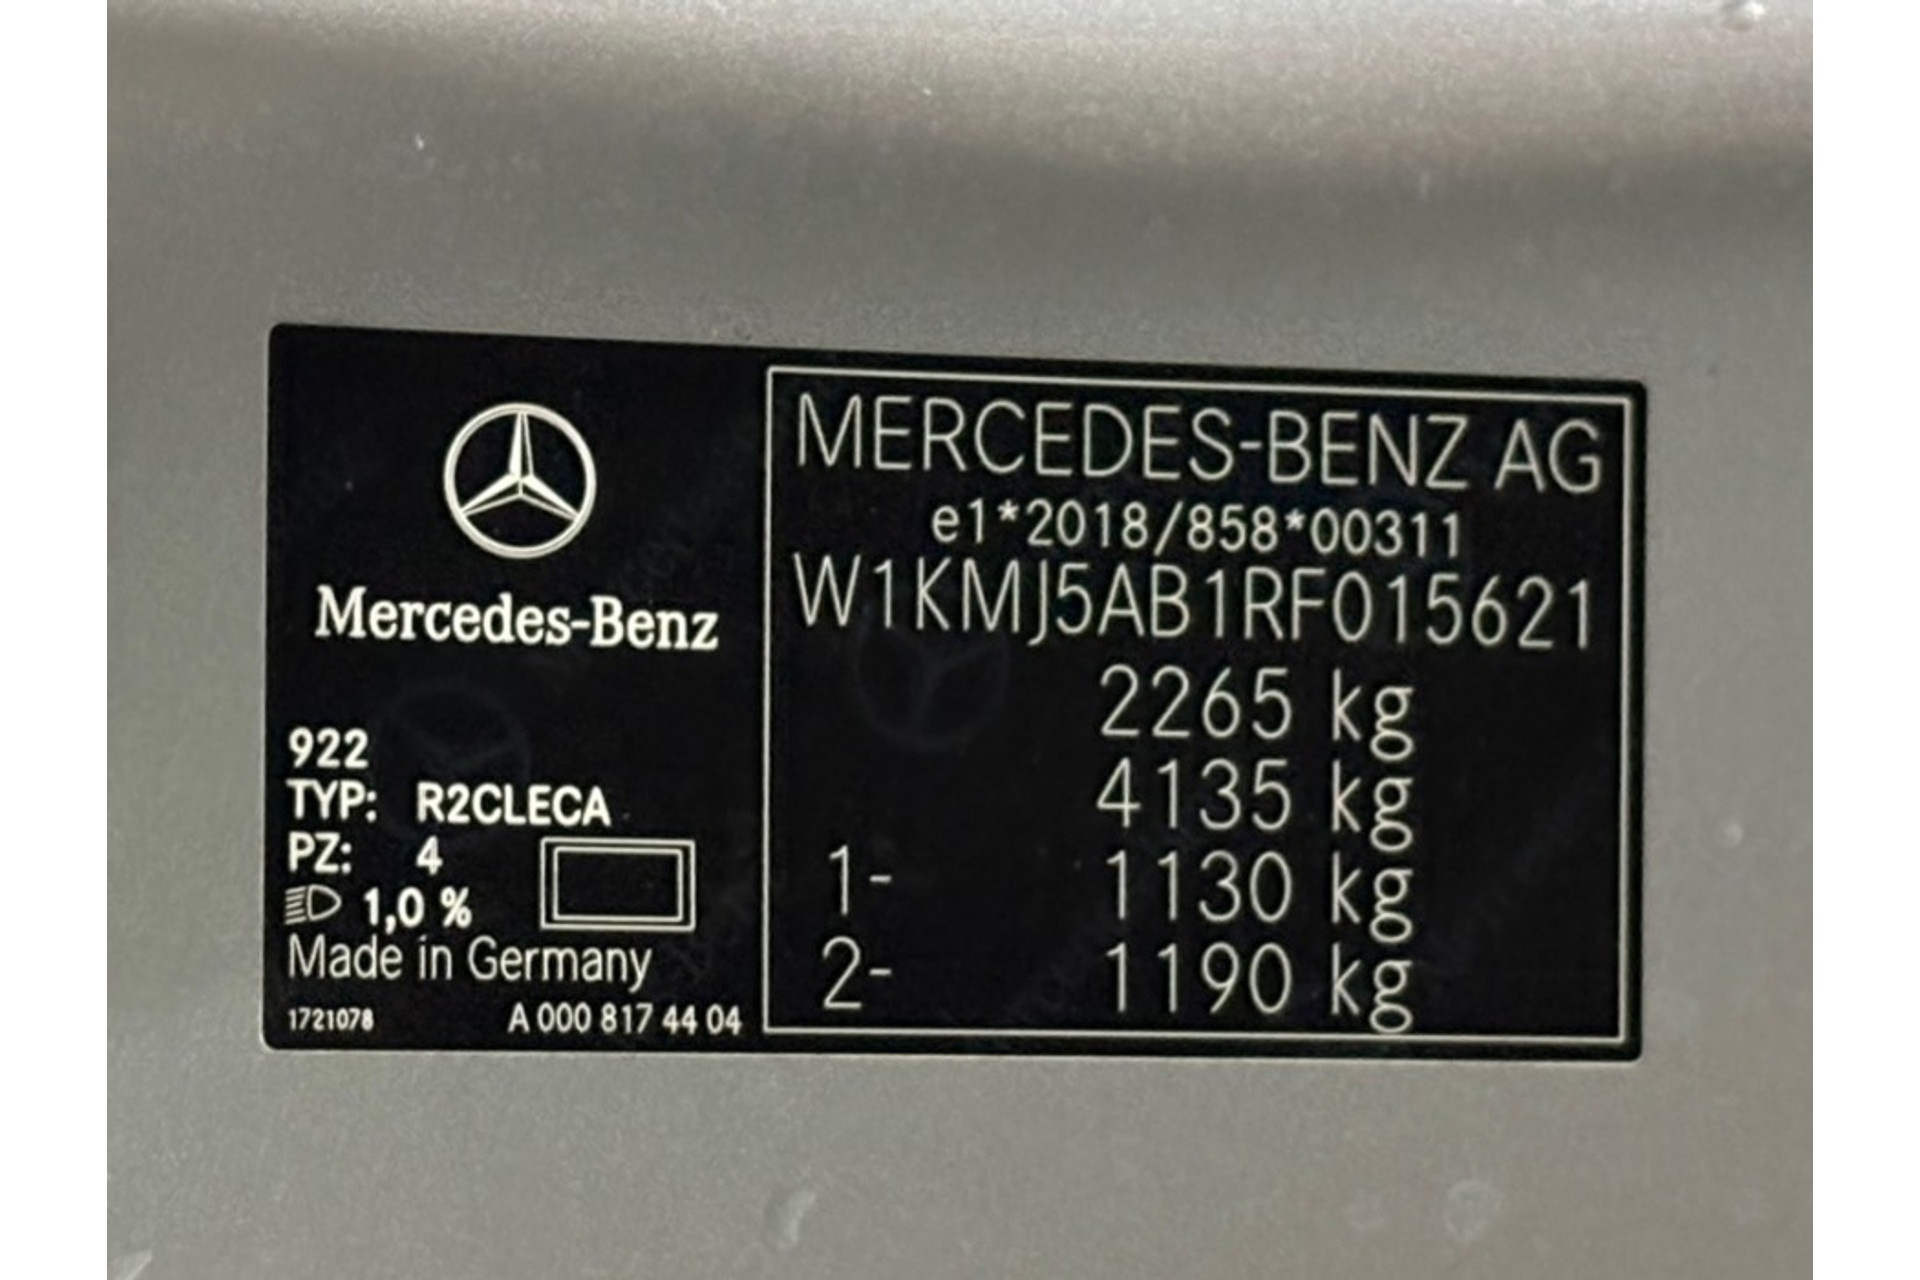 Mercedes-Benz
922
TYP: R2CLECA
PZ: 4
1,0 %
Made in Germany
1721078 A 000 817 44 04
MERCEDES-BENZ AG
e1*2018/858*00311
W1KMJ5AB1RF015621
2265 kg
4135 kg
1- 1130 kg
2- 1190 kg